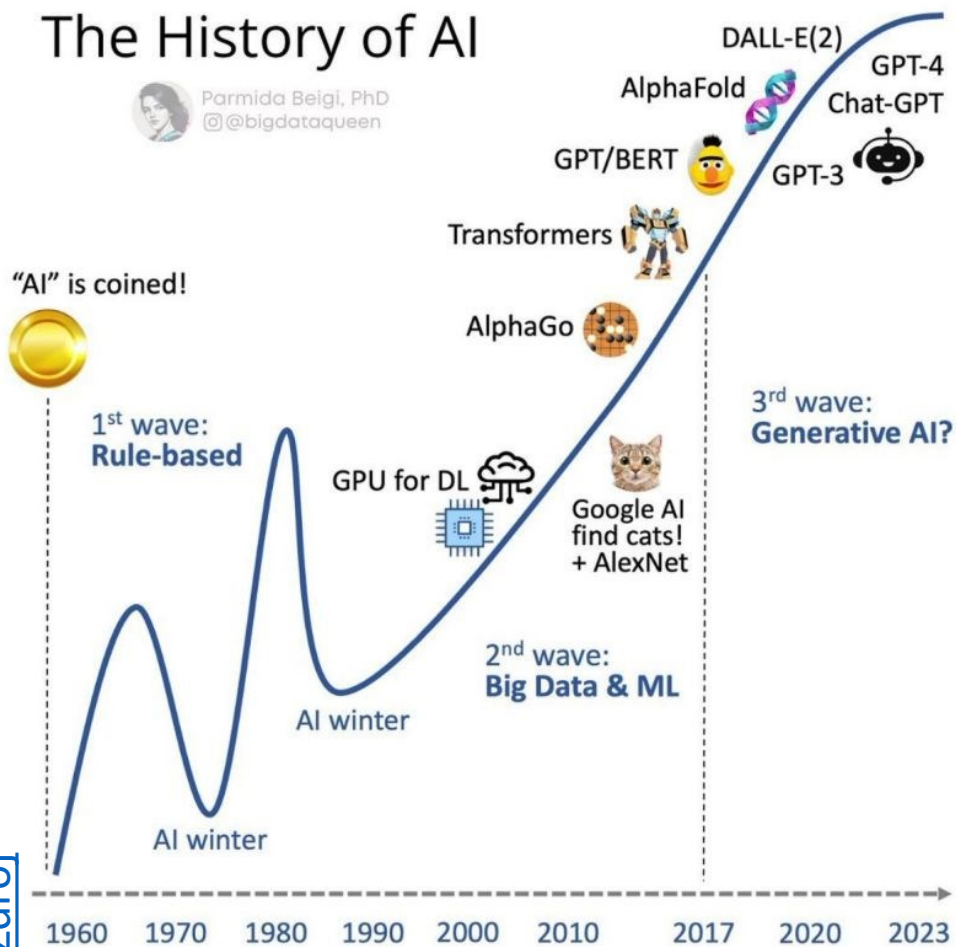 The History of AI
Parmida Beigi, PhD
@bigdataqueen
DALL-E(2)
GPT-4
AlphaFold
Chat-GPT
GPT/BERT
GPT-3
Transformers
"AI" is coined!
AlphaGo
1st wave:
Rule-based
3rd wave:
Generative AI?
GPU for DL
Google AI
find cats!
+ AlexNet
2nd wave:
Big Data & ML
AI winter
AI winter
1960 1970 1980 1990 2000 2010 2017 2020 2023